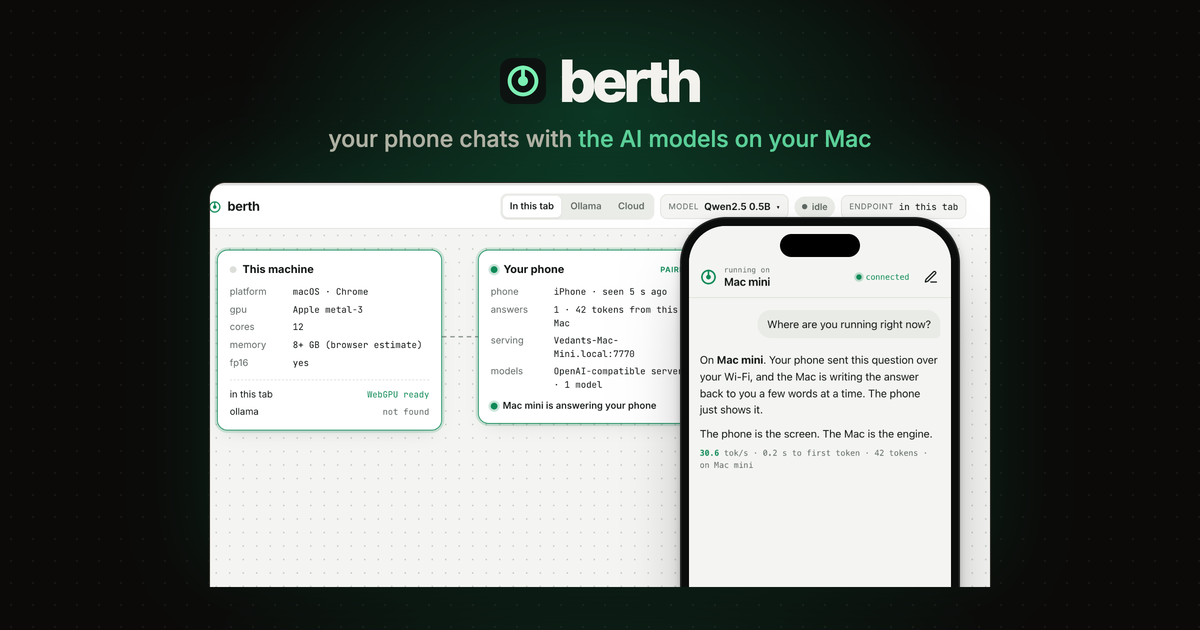 berth
your phone chats with the AI models on your Mac
berth
In this tab
Ollama
Cloud
MODEL Qwen2.5 0.5B
idle
ENDPOINT in this tab
This machine
platform macOS · Chrome
gpu Apple metal-3
cores 12
memory 8+ GB (browser estimate)
fp16 yes
in this tab WebGPU ready
ollama not found
Your phone
phone iPhone · seen 5 s ago
answers 1 · 42 tokens from this
Mac
serving Vedants-Mac-
Mini.local:7770
models OpenAI-compatible
· 1 model
Mac mini is answering your phone
running on
Mac mini
connected
Where are you running right now?
On Mac mini. Your phone sent this question over
your Wi-Fi, and the Mac is writing the answer
back to you a few words at a time. The phone
just shows it.
The phone is the screen. The Mac is the engine.
30.6 tok/s · 0.2 s to first token · 42 tokens ·
on Mac mini